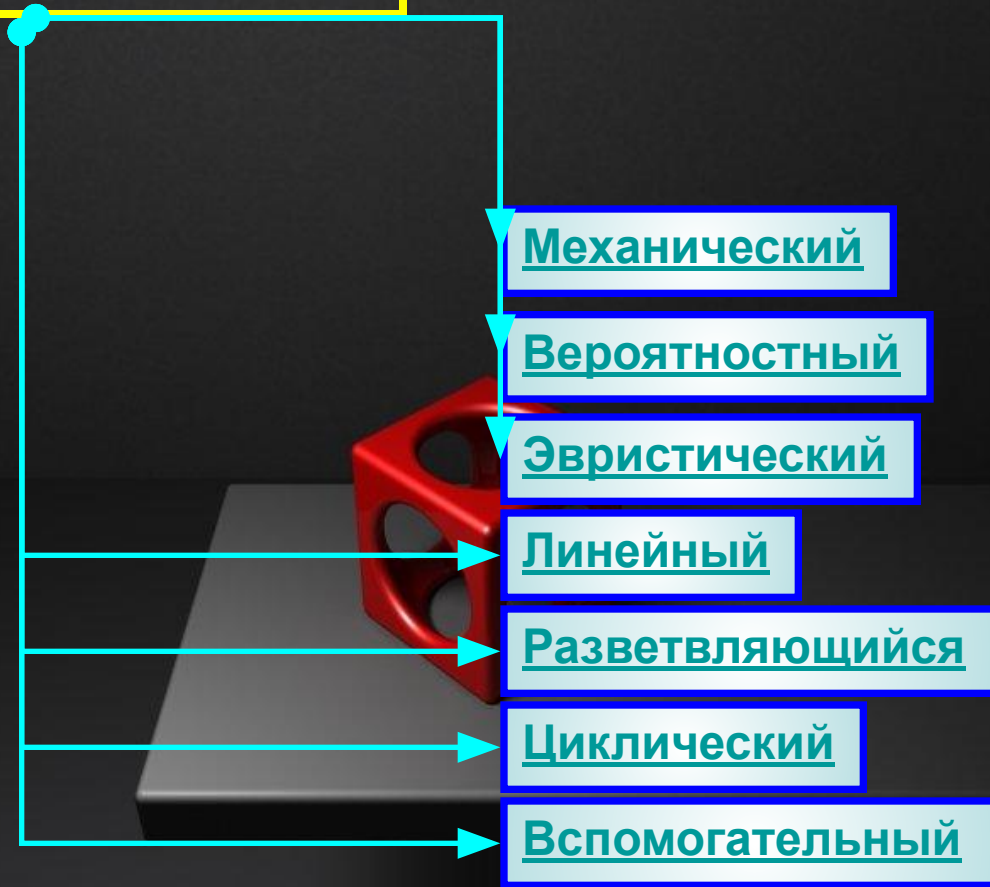 Механический
Вероятностный
Эвристический
Линейный
Разветвляющийся
Циклический
Вспомогательный